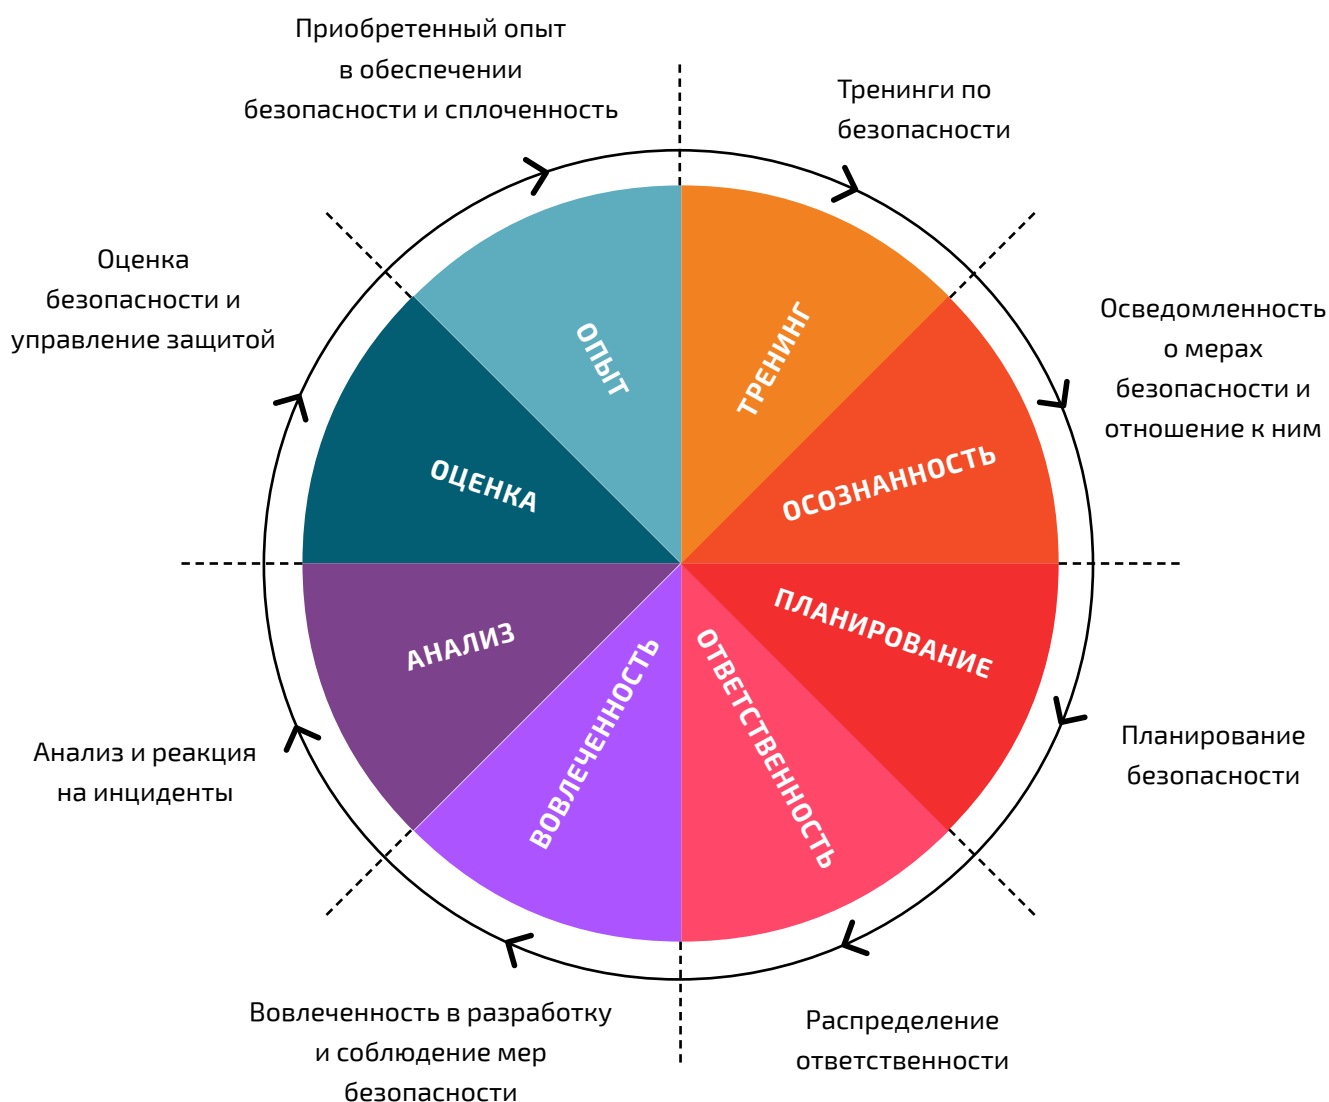 Приобретенный опыт
в обеспечении
безопасности и сплоченность
Тренинги по
безопасности
Оценка
безопасности и
управление защитой
Осведомленность
о мерах
безопасности и
отношение к ним
ОПЫТ
ТРЕНИНГ
ОЦЕНКА
ОСОЗНАННОСТЬ
АНАЛИЗ
ПЛАНИРОВАНИЕ
ВОВЛЕЧЕННОСТЬ
ОТВЕТСТВЕННОСТЬ
Анализ и реакция
на инциденты
Планирование
безопасности
Вовлеченность в разработку
и соблюдение мер
безопасности
Распределение
ответственности